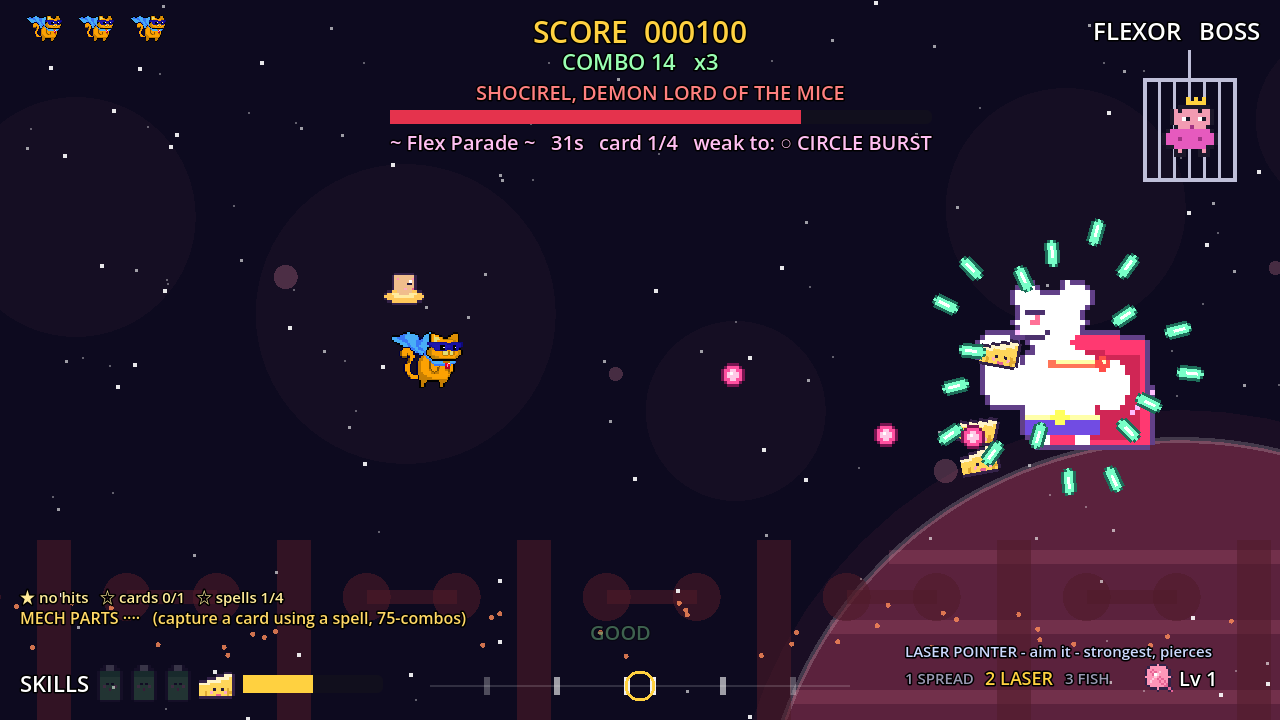 SCORE 000100
FLEXOR BOSS
COMBO 14 x3
SHOCIREL, DEMON LORD OF THE MICE
~ Flex Parade ~ 31s card 1/4 weak to: ○ CIRCLE BURST
★ no hits ☆ cards 0/1 ☆ spells 1/4
MECH PARTS ···· (capture a card using a spell, 75-combos)
GOOD
LASER POINTER - aim it - strongest, pierces
SKILLS
1 SPREAD 2 LASER 3 FISH
Lv 1